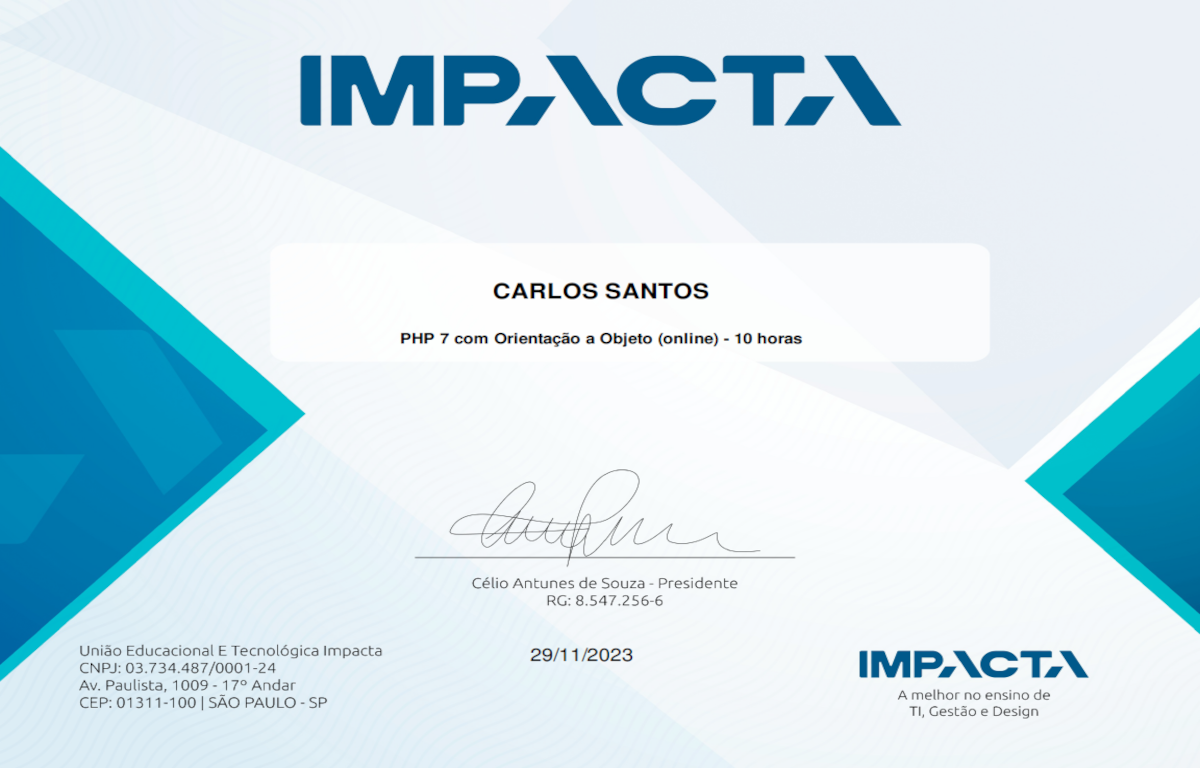 IMPACTA
CARLOS SANTOS
PHP 7 com Orientação a Objeto (online) - 10 horas
Célio Antunes de Souza - Presidente
RG: 8.547.256-6
União Educacional E Tecnológica Impacta
CNPJ: 03.734.487/0001-24
Av. Paulista, 1009 - 17º Andar
CEP: 01311-100 | SÃO PAULO - SP
29/11/2023
IMPACTA
A melhor no ensino de
TI, Gestão e Design